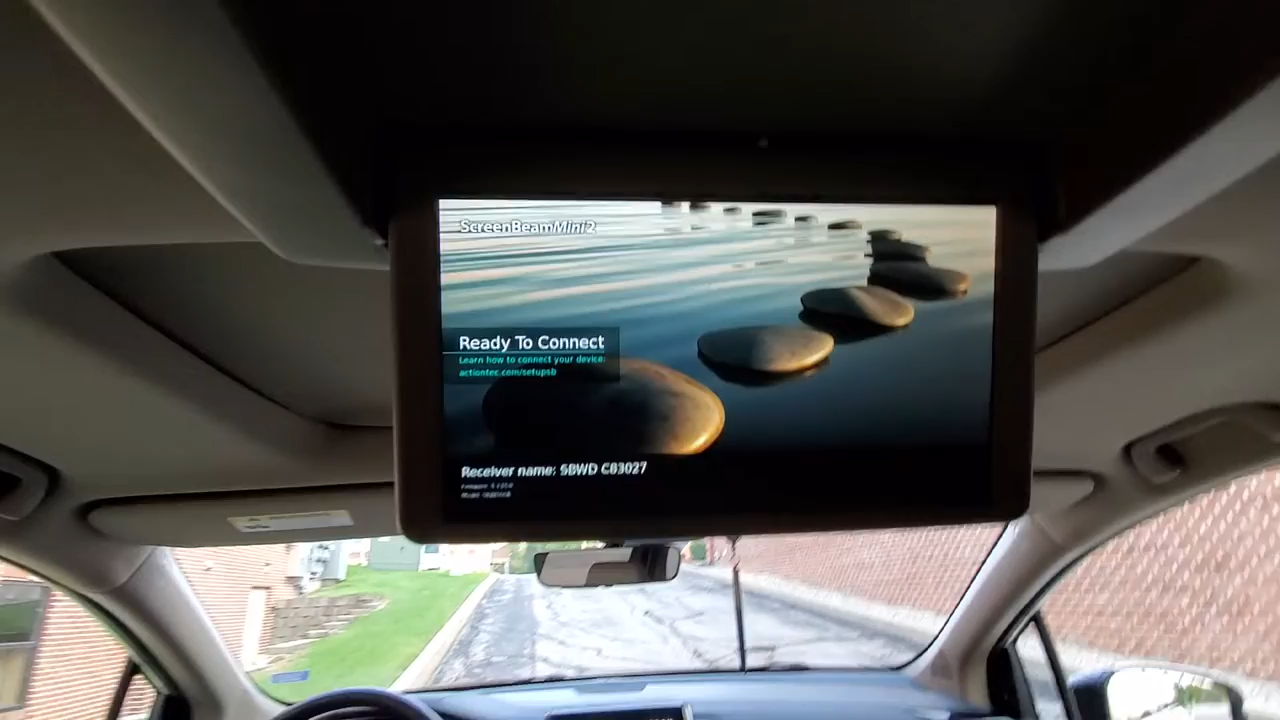 ScreenBeamMini2
Ready To Connect
Learn how to connect your device:
actiontec.com/setupsb
Receiver name: SBWD C83027